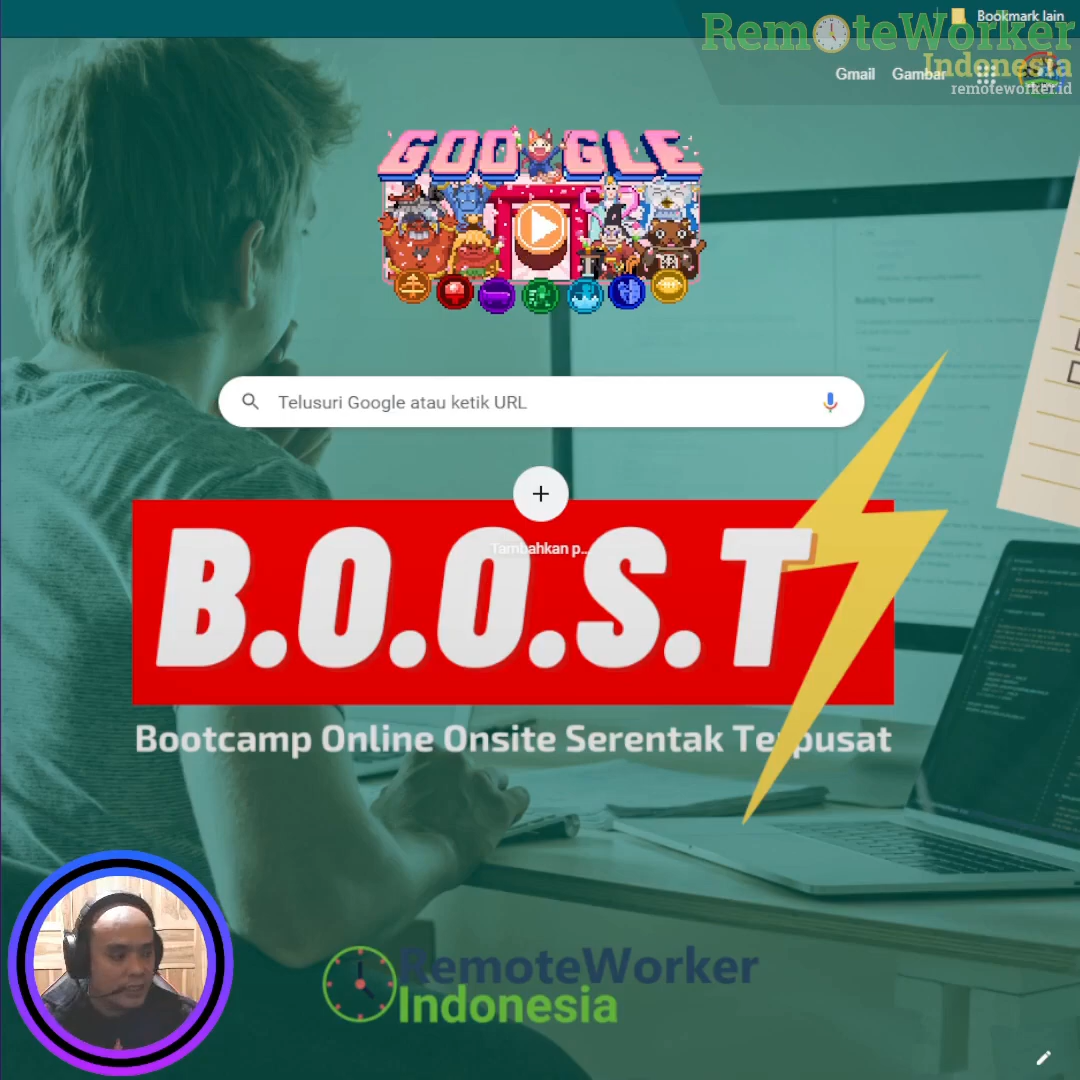 Bookmark lain
RemoteWorker
Indonesia
remoteworker.id
Gmail
Gambar
GOOGLE
Telusuri Google atau ketik URL
Tambahkan p...
B.O.O.S.T
Bootcamp Online Onsite Serentak Terpusat
RemoteWorker
Indonesia